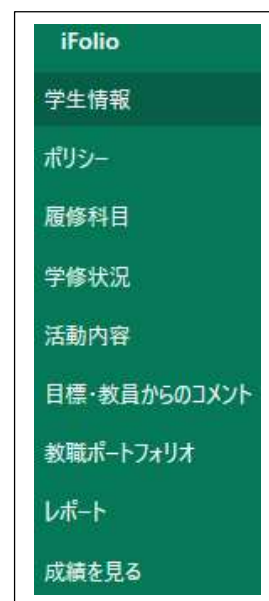 iFolio
学生情報
ポリシー
履修科目
学修状況
活動内容
目標・教員からのコメント
教職ポートフォリオ
レポート
成績を見る